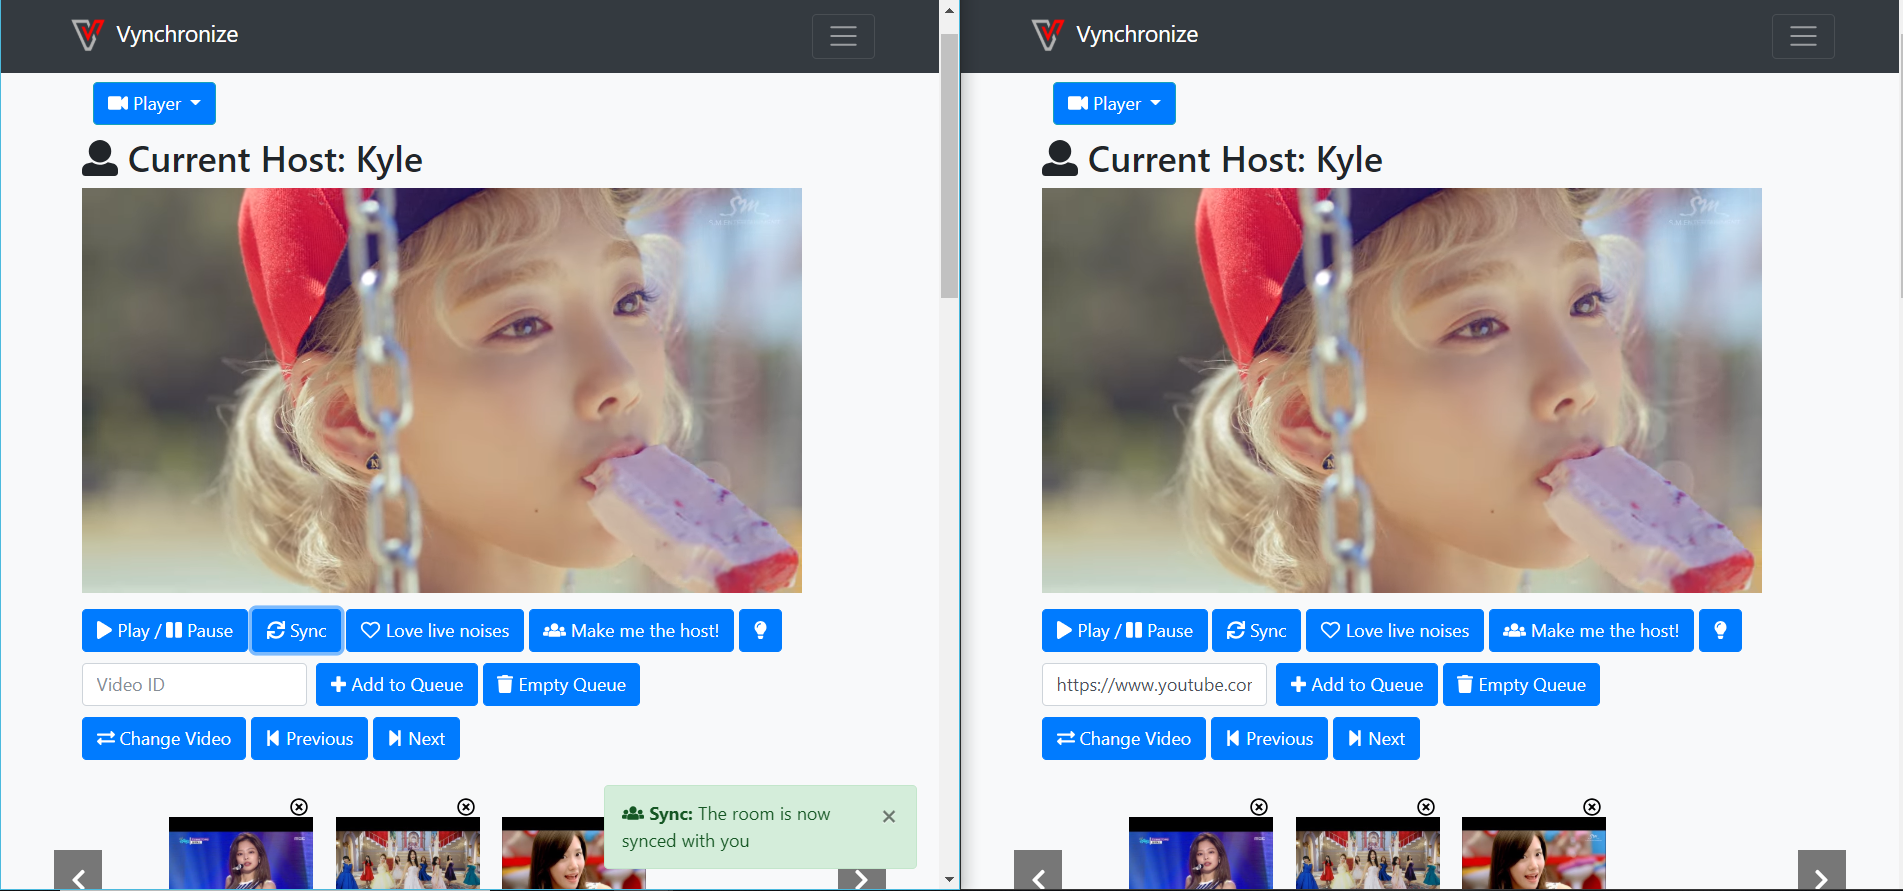 Vynchronize
Player
Current Host: Kyle
SM
Play / Pause
Sync
Love live noises
Make me the host!
Video ID
Add to Queue
Empty Queue
Change Video
Previous
Next
Sync: The room is now
synced with you
Vynchronize
Player
Current Host: Kyle
SM
Play / Pause
Sync
Love live noises
Make me the host!
https://www.youtube.cor
Add to Queue
Empty Queue
Change Video
Previous
Next